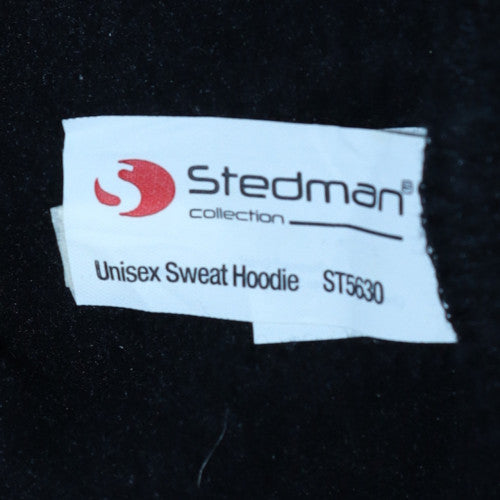 Stedman®
collection
Unisex Sweat Hoodie ST5630